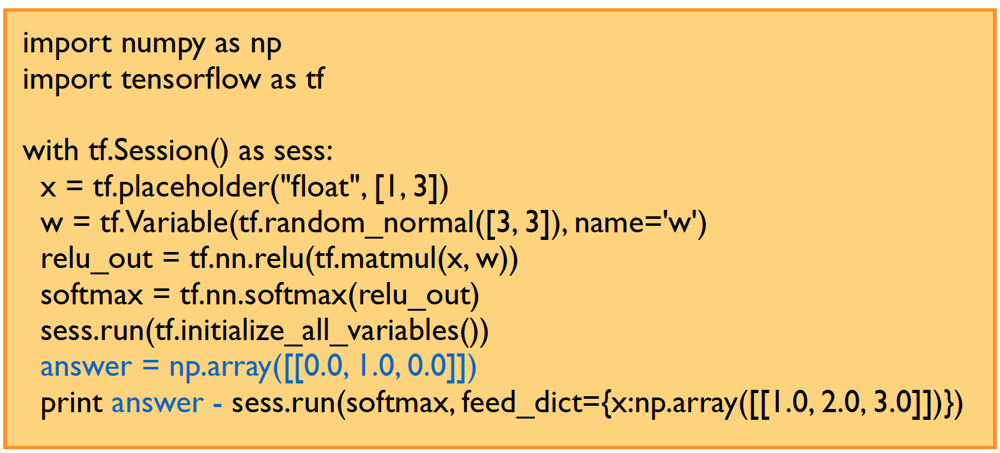 import numpy as np
import tensorflow as tf
with tf.Session() as sess:
x = tf.placeholder("float", [1, 3])
w = tf.Variable(tf.random_normal([3, 3]), name='w')
relu_out = tf.nn.relu(tf.matmul(x, w))
softmax = tf.nn.softmax(relu_out)
sess.run(tf.initialize_all_variables())
answer = np.array([[0.0, 1.0, 0.0]])
print answer - sess.run(softmax, feed_dict={x:np.array([[1.0, 2.0, 3.0]])})